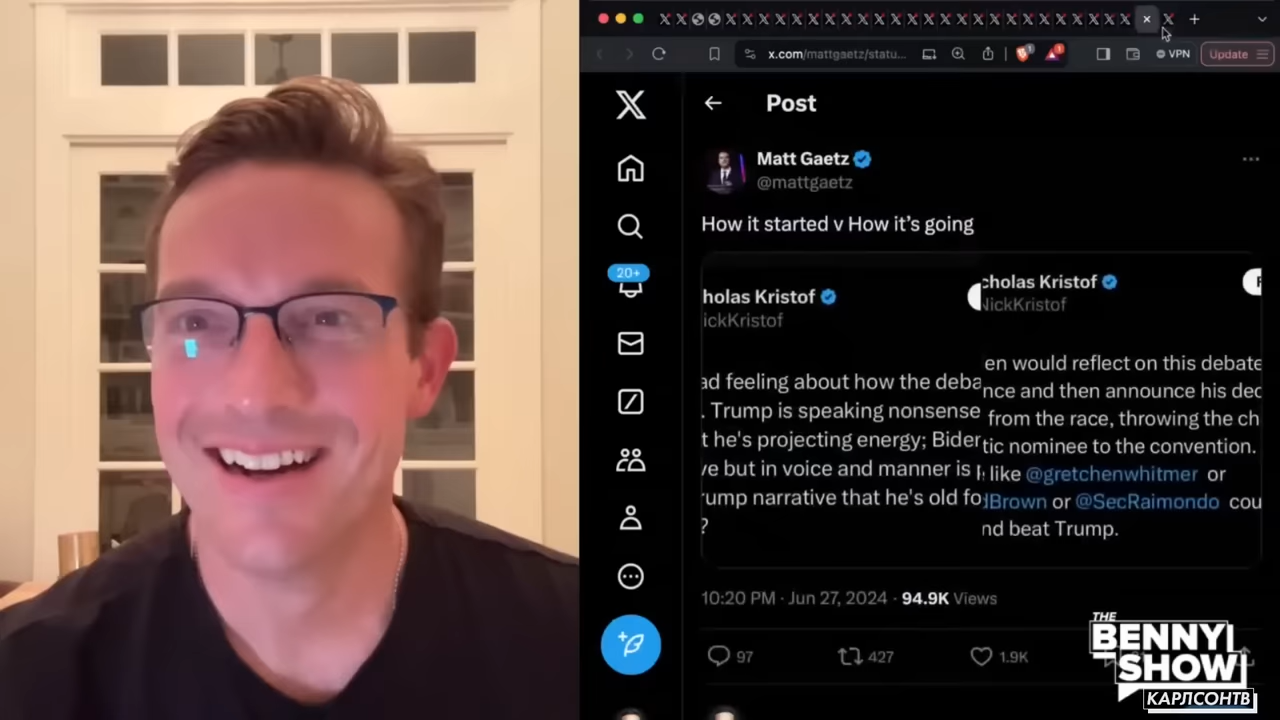 x.com/mattgaetz/statu...
1
1
VPN
Update
Post
Matt Gaetz
@mattgaetz
How it started v How it's going
holas Kristof
ickKristof
ad feeling about how the deba
. Trump is speaking nonsense
t he's projecting energy; Biden
ve but in voice and manner is
rump narrative that he's old fo
?
cholas Kristof
NickKristof
en would reflect on this debate
nce and then announce his dec
from the race, throwing the ch
tic nominee to the convention.
like @gretchenwhitmer or
dBrown or @SecRaimondo cou
nd beat Trump.
20+
10:20 PM · Jun 27, 2024 · 94.9K Views
97 427 1.9K
THE
BENNY
SHOW
КАРЛСОНТВ